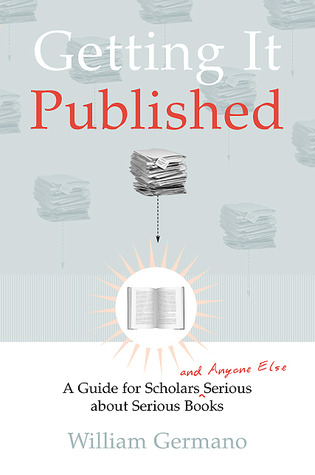 Getting It
Published
and Anyone Else
A Guide for Scholars Serious
about Serious Books
William Germano